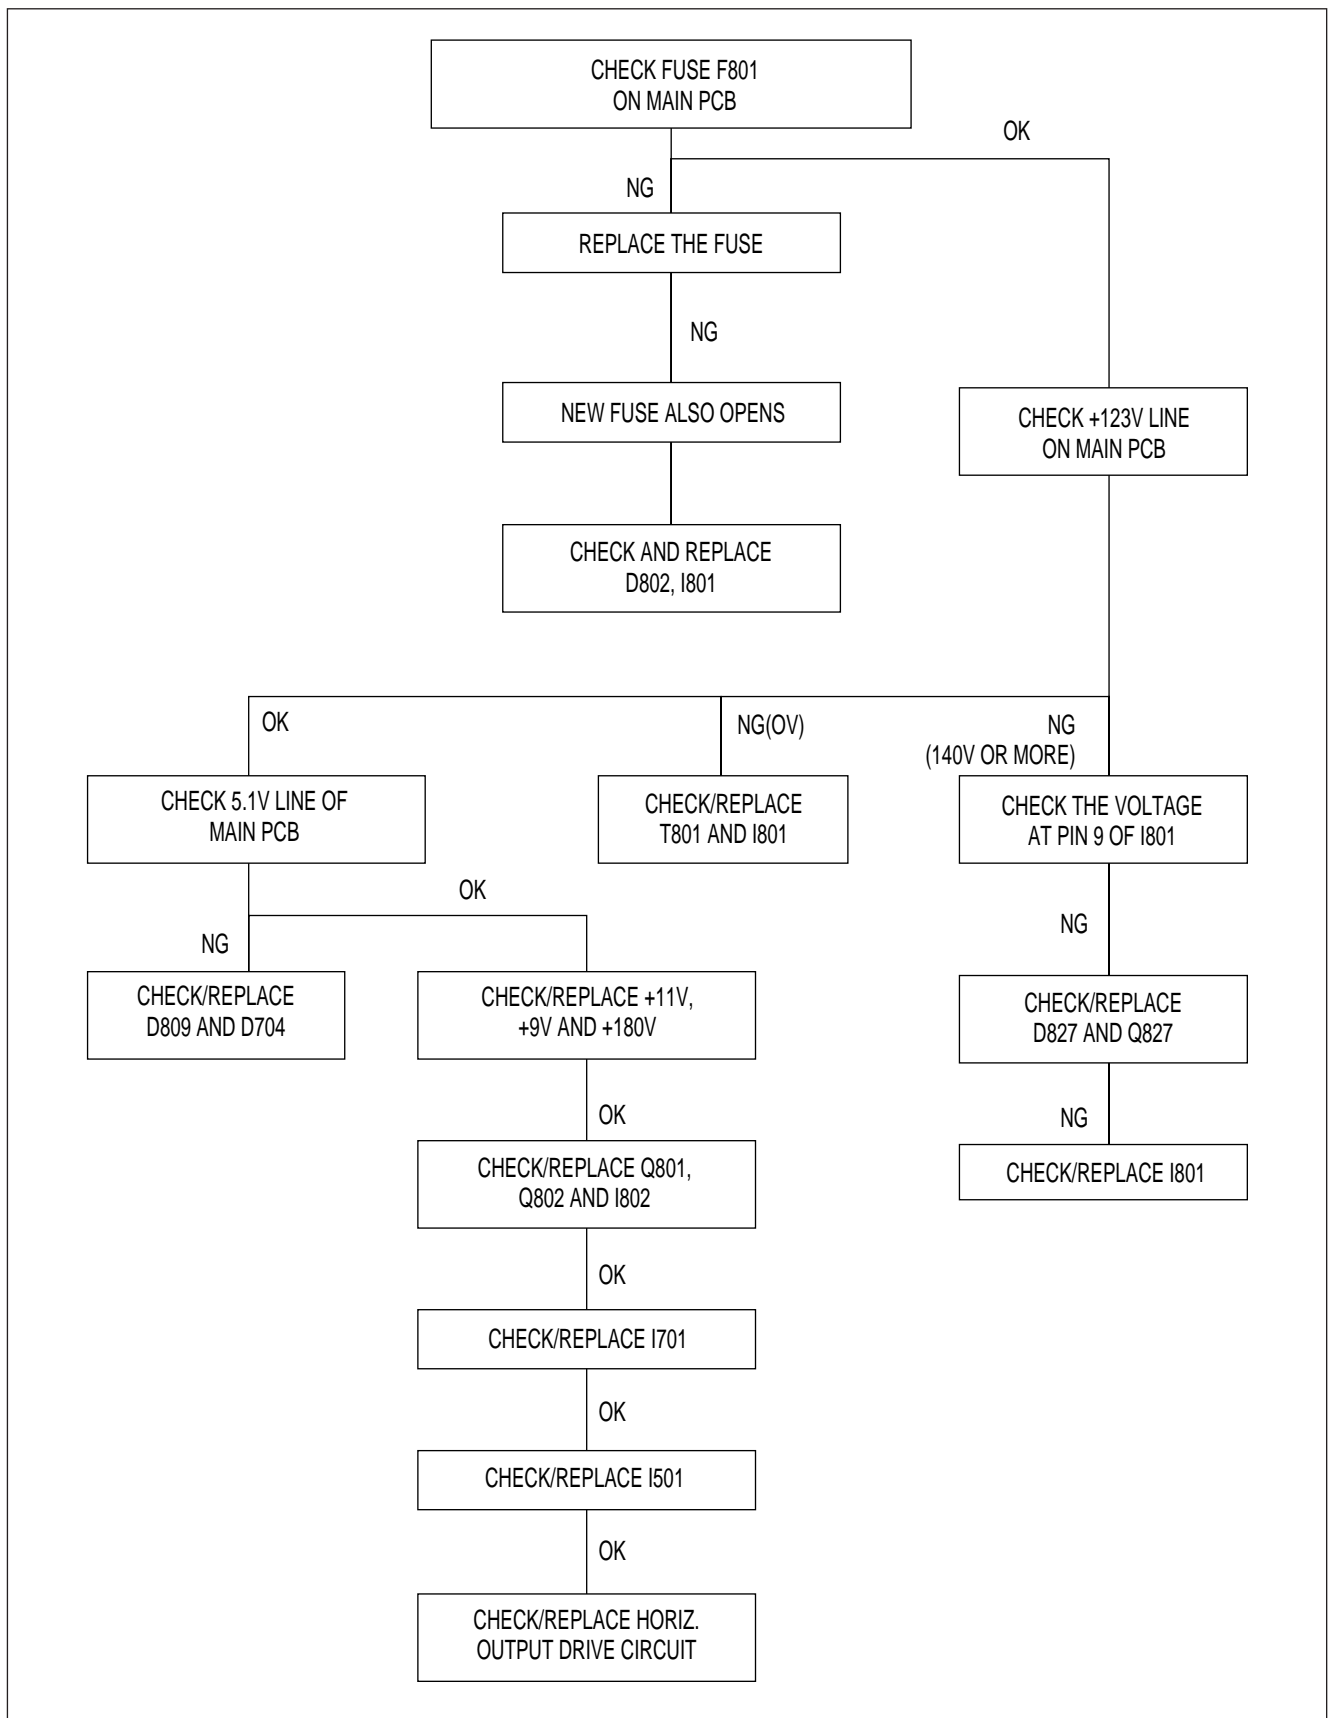 CHECK FUSE F801
ON MAIN PCB
OK
NG
REPLACE THE FUSE
NG
NEW FUSE ALSO OPENS
CHECK +123V LINE
ON MAIN PCB
CHECK AND REPLACE
D802, I801
OK
NG(OV)
NG
(140V OR MORE)
CHECK 5.1V LINE OF
MAIN PCB
CHECK/REPLACE
T801 AND I801
CHECK THE VOLTAGE
AT PIN 9 OF I801
OK
NG
NG
CHECK/REPLACE
D809 AND D704
CHECK/REPLACE +11V,
+9V AND +180V
CHECK/REPLACE
D827 AND Q827
OK
NG
CHECK/REPLACE Q801,
Q802 AND I802
CHECK/REPLACE I801
OK
CHECK/REPLACE I701
OK
CHECK/REPLACE I501
OK
CHECK/REPLACE HORIZ.
OUTPUT DRIVE CIRCUIT